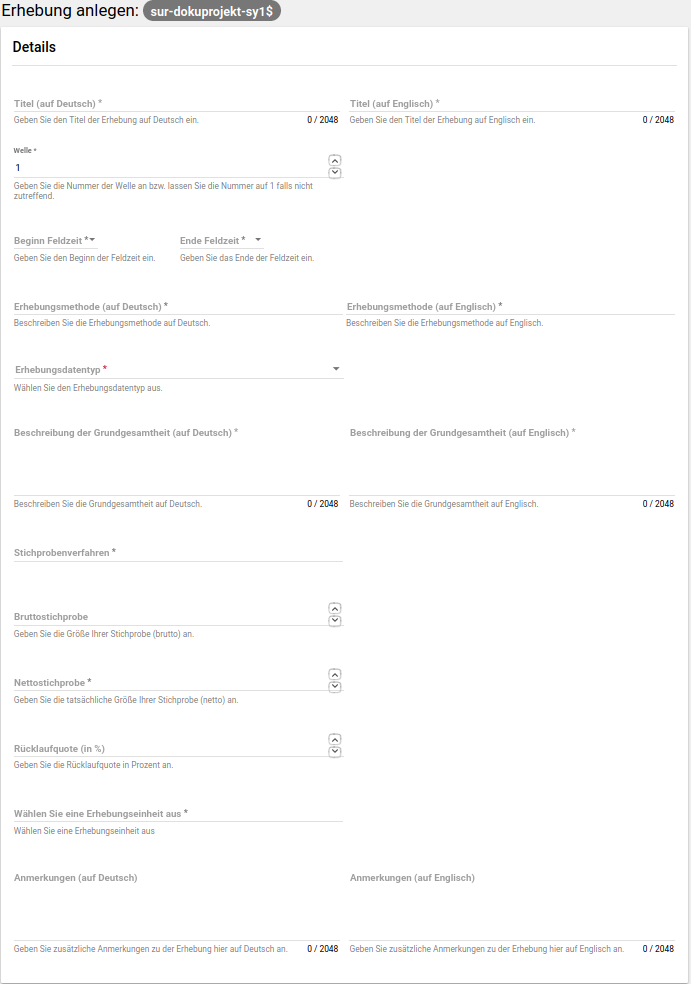 Erhebung anlegen: sur-dokuprojekt-sy1$
Details
Titel (auf Deutsch) * Titel (auf Englisch) *
Geben Sie den Titel der Erhebung auf Deutsch ein. 0 / 2048 Geben Sie den Titel der Erhebung auf Englisch ein. 0 / 2048
Welle *
1
Geben Sie die Nummer der Welle an bzw. lassen Sie die Nummer auf 1 falls nicht
zutreffend.
Beginn Feldzeit * Ende Feldzeit *
Geben Sie den Beginn der Feldzeit ein. Geben Sie das Ende der Feldzeit ein.
Erhebungsmethode (auf Deutsch) * Erhebungsmethode (auf Englisch) *
Beschreiben Sie die Erhebungsmethode auf Deutsch. Beschreiben Sie die Erhebungsmethode auf Englisch.
Erhebungsdatentyp *
Wählen Sie den Erhebungsdatentyp aus.
Beschreibung der Grundgesamtheit (auf Deutsch) * Beschreibung der Grundgesamtheit (auf Englisch) *
Beschreiben Sie die Grundgesamtheit auf Deutsch. 0 / 2048 Beschreiben Sie die Grundgesamtheit auf Englisch. 0 / 2048
Stichprobenverfahren *
Bruttostichprobe
Geben Sie die Größe Ihrer Stichprobe (brutto) an.
Nettostichprobe *
Geben Sie die tatsächliche Größe Ihrer Stichprobe (netto) an.
Rücklaufquote (in %)
Geben Sie die Rücklaufquote in Prozent an.
Wählen Sie eine Erhebungseinheit aus *
Wählen Sie eine Erhebungseinheit aus
Anmerkungen (auf Deutsch) Anmerkungen (auf Englisch)
Geben Sie zusätzliche Anmerkungen zu der Erhebung hier auf Deutsch an. 0 / 2048 Geben Sie zusätzliche Anmerkungen zu der Erhebung hier auf Englisch an. 0 / 2048